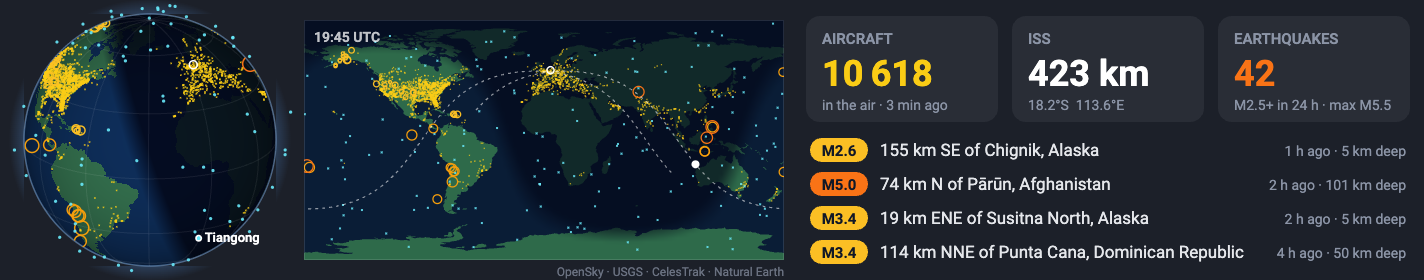 Tiangong
19:45 UTC
OpenSky · USGS · CelesTrak · Natural Earth
AIRCRAFT
10 618
in the air · 3 min ago
ISS
423 km
18.2°S 113.6°E
EARTHQUAKES
42
M2.5+ in 24 h · max M5.5
M2.6 155 km SE of Chignik, Alaska 1 h ago · 5 km deep
M5.0 74 km N of Pārūn, Afghanistan 2 h ago · 101 km deep
M3.4 19 km ENE of Susitna North, Alaska 2 h ago · 5 km deep
M3.4 114 km NNE of Punta Cana, Dominican Republic 4 h ago · 50 km deep